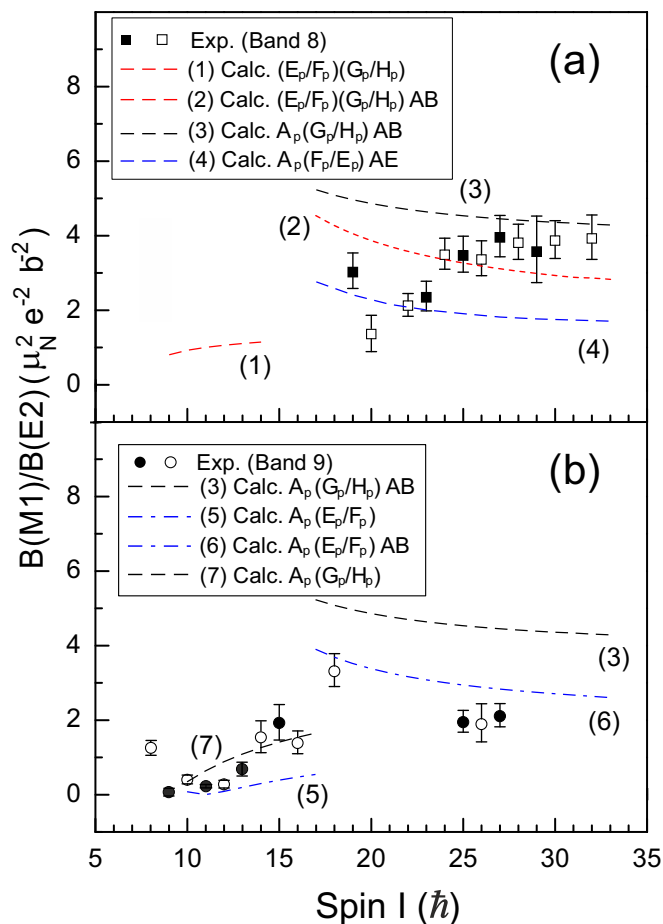 (a)
Exp. (Band 8)
(1) Calc. (Eₚ/Fₚ)(Gₚ/Hₚ)
(2) Calc. (Eₚ/Fₚ)(Gₚ/Hₚ) AB
(3) Calc. Aₚ(Gₚ/Hₚ) AB
(4) Calc. Aₚ(Fₚ/Eₚ) AE
8
6
4
2
0
(3)
(2)
(4)
(1)
B(M1)/B(E2) (μ_N² e⁻² b⁻²)
(b)
Exp. (Band 9)
(3) Calc. Aₚ(Gₚ/Hₚ) AB
(5) Calc. Aₚ(Eₚ/Fₚ)
(6) Calc. Aₚ(Eₚ/Fₚ) AB
(7) Calc. Aₚ(Gₚ/Hₚ)
8
6
4
2
0
(3)
(6)
(7)
(5)
5 10 15 20 25 30 35
Spin I (ℏ)